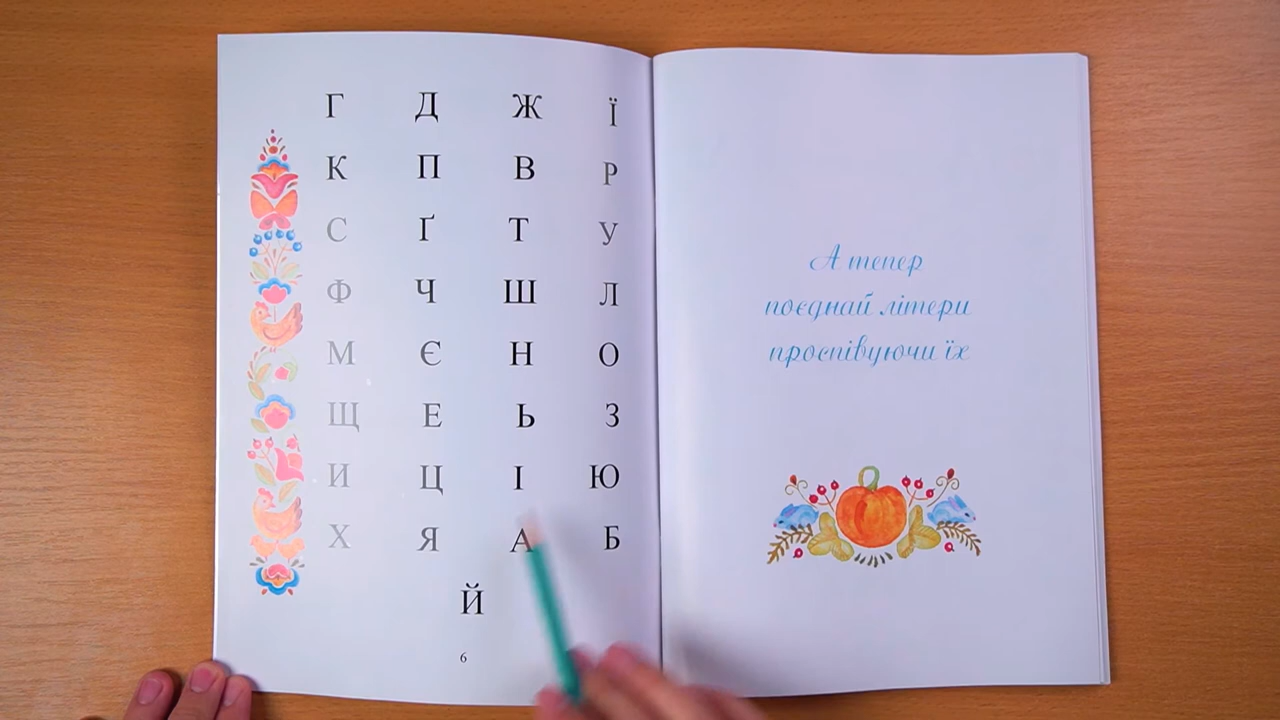 Г Д Ж Ї
К П В Р
С Ґ Т У
Ф Ч Ш Л
М Є Н О
Щ Е Ь З
И Ц І Ю
Х Я А Б
Й
6
А тепер
поєднай літери
проспівуючи їх